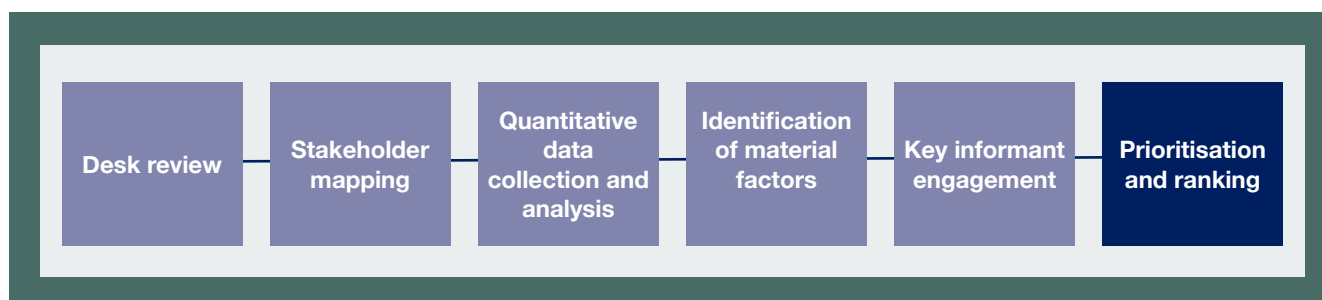 Desk review
Stakeholder
mapping
Quantitative
data
collection and
analysis
Identification
of material
factors
Key informant
engagement
Prioritisation
and ranking